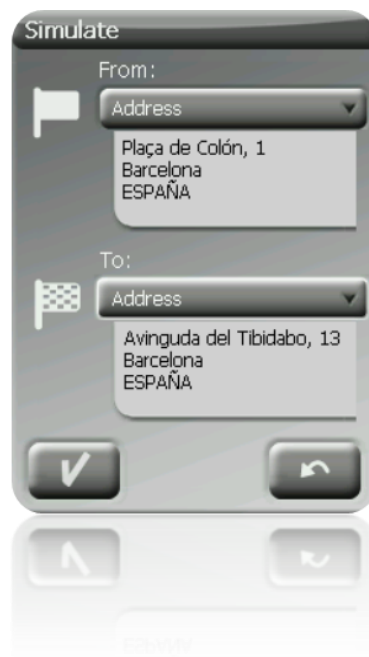 Simulate
From:
Address
Plaça de Colón, 1
Barcelona
ESPAÑA
To:
Address
Avinguda del Tibidabo, 13
Barcelona
ESPAÑA